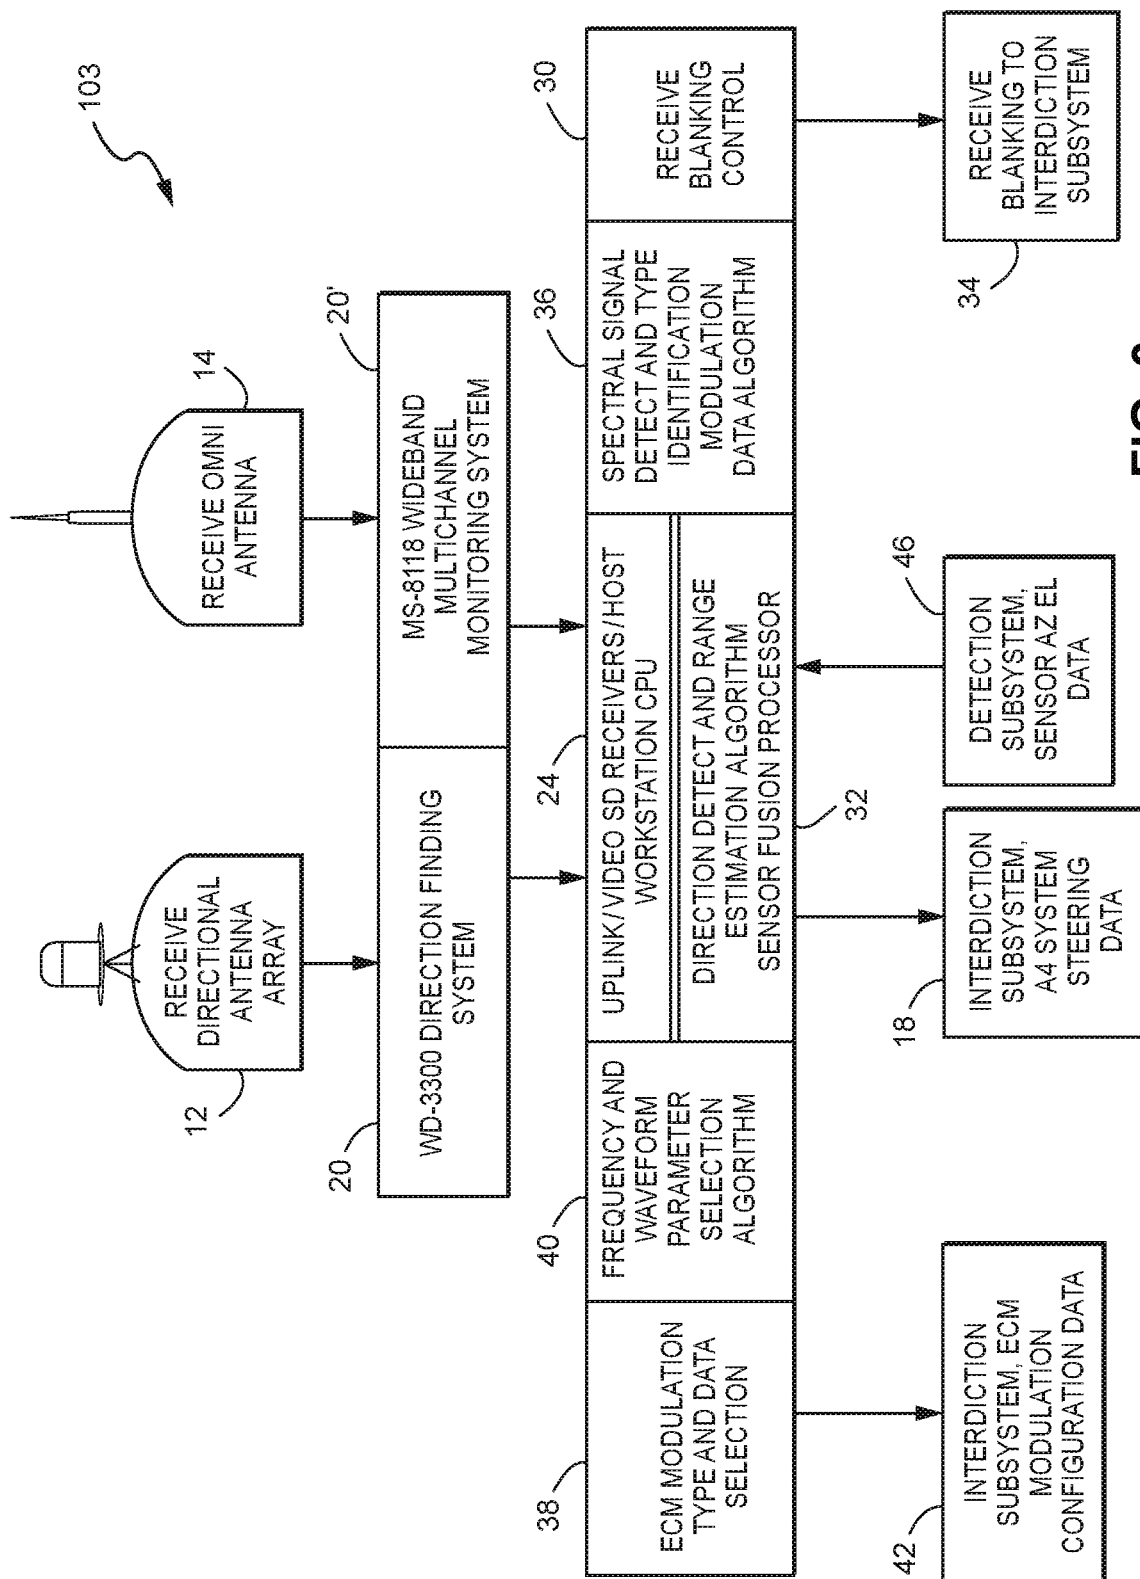 103
RECEIVE
DIRECTIONAL
ANTENNA
ARRAY
12
RECEIVE OMNI
ANTENNA
14
20
WD-3300 DIRECTION FINDING
SYSTEM
MS-8118 WIDEBAND
MULTICHANNEL
MONITORING SYSTEM
20'
38
ECM MODULATION
TYPE AND DATA
SELECTION
40
FREQUENCY AND
WAVEFORM
PARAMETER
SELECTION
ALGORITHM
24
UPLINK/VIDEO SD RECEIVERS/HOST
WORKSTATION CPU
DIRECTION DETECT AND RANGE
ESTIMATION ALGORITHM
SENSOR FUSION PROCESSOR
32
36
SPECTRAL SIGNAL
DETECT AND TYPE
IDENTIFICATION
MODULATION
DATA ALGORITHM
30
RECEIVE
BLANKING
CONTROL
42
INTERDICTION
SUBSYSTEM, ECM
MODULATION
CONFIGURATION DATA
18
INTERDICTION
SUBSYSTEM,
A4 SYSTEM
STEERING
DATA
46
DETECTION
SUBSYSTEM,
SENSOR AZ EL
DATA
34
RECEIVE
BLANKING TO
INTERDICTION
SUBSYSTEM
FIG.